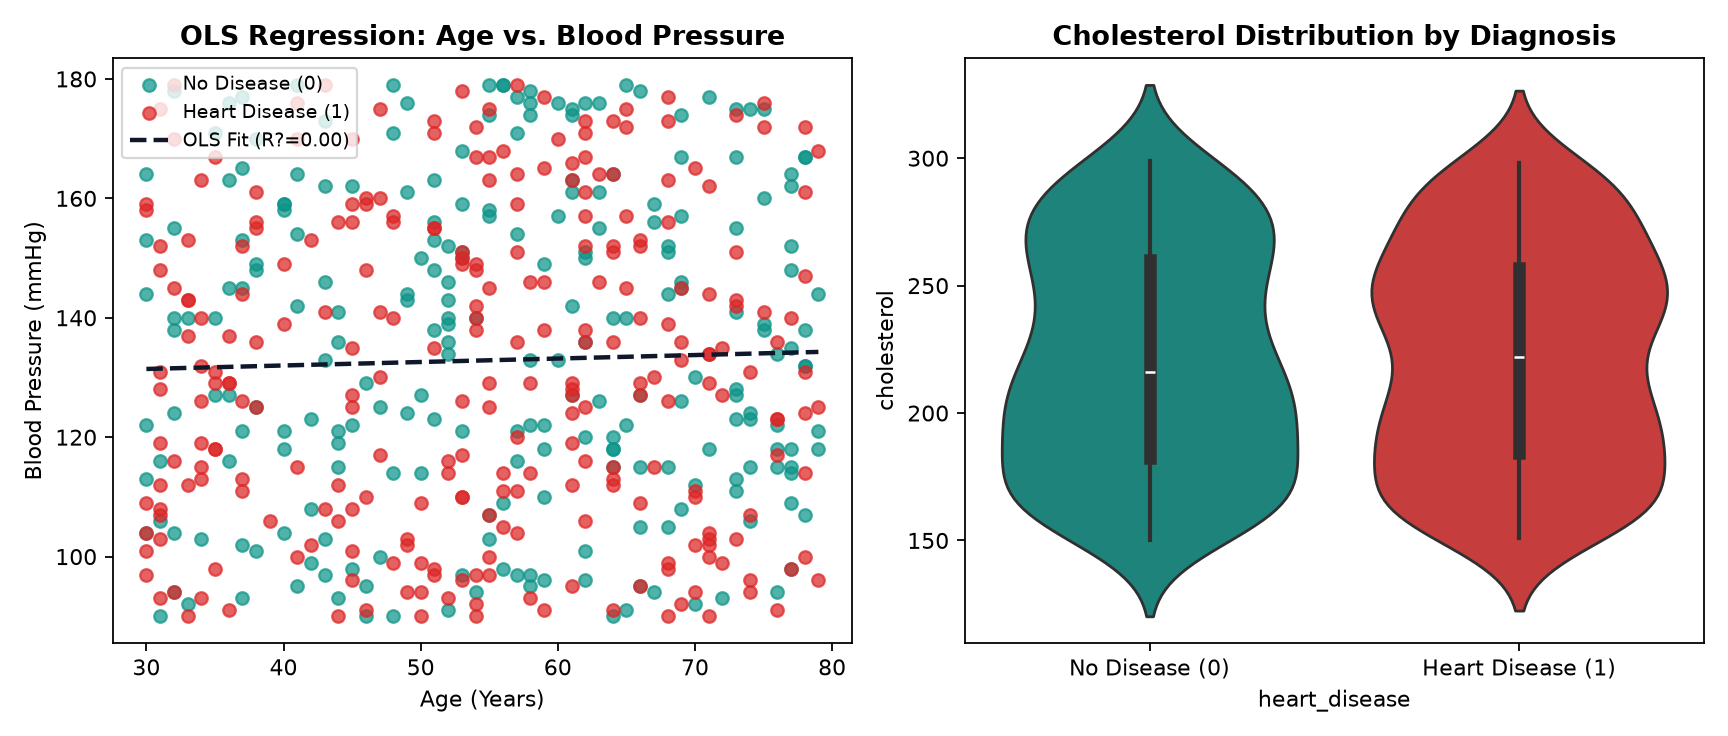 OLS Regression: Age vs. Blood Pressure
No Disease (0)
Heart Disease (1)
OLS Fit (R?=0.00)
180
160
140
120
100
Blood Pressure (mmHg)
30 40 50 60 70 80
Age (Years)
Cholesterol Distribution by Diagnosis
300
250
200
150
cholesterol
No Disease (0) Heart Disease (1)
heart_disease